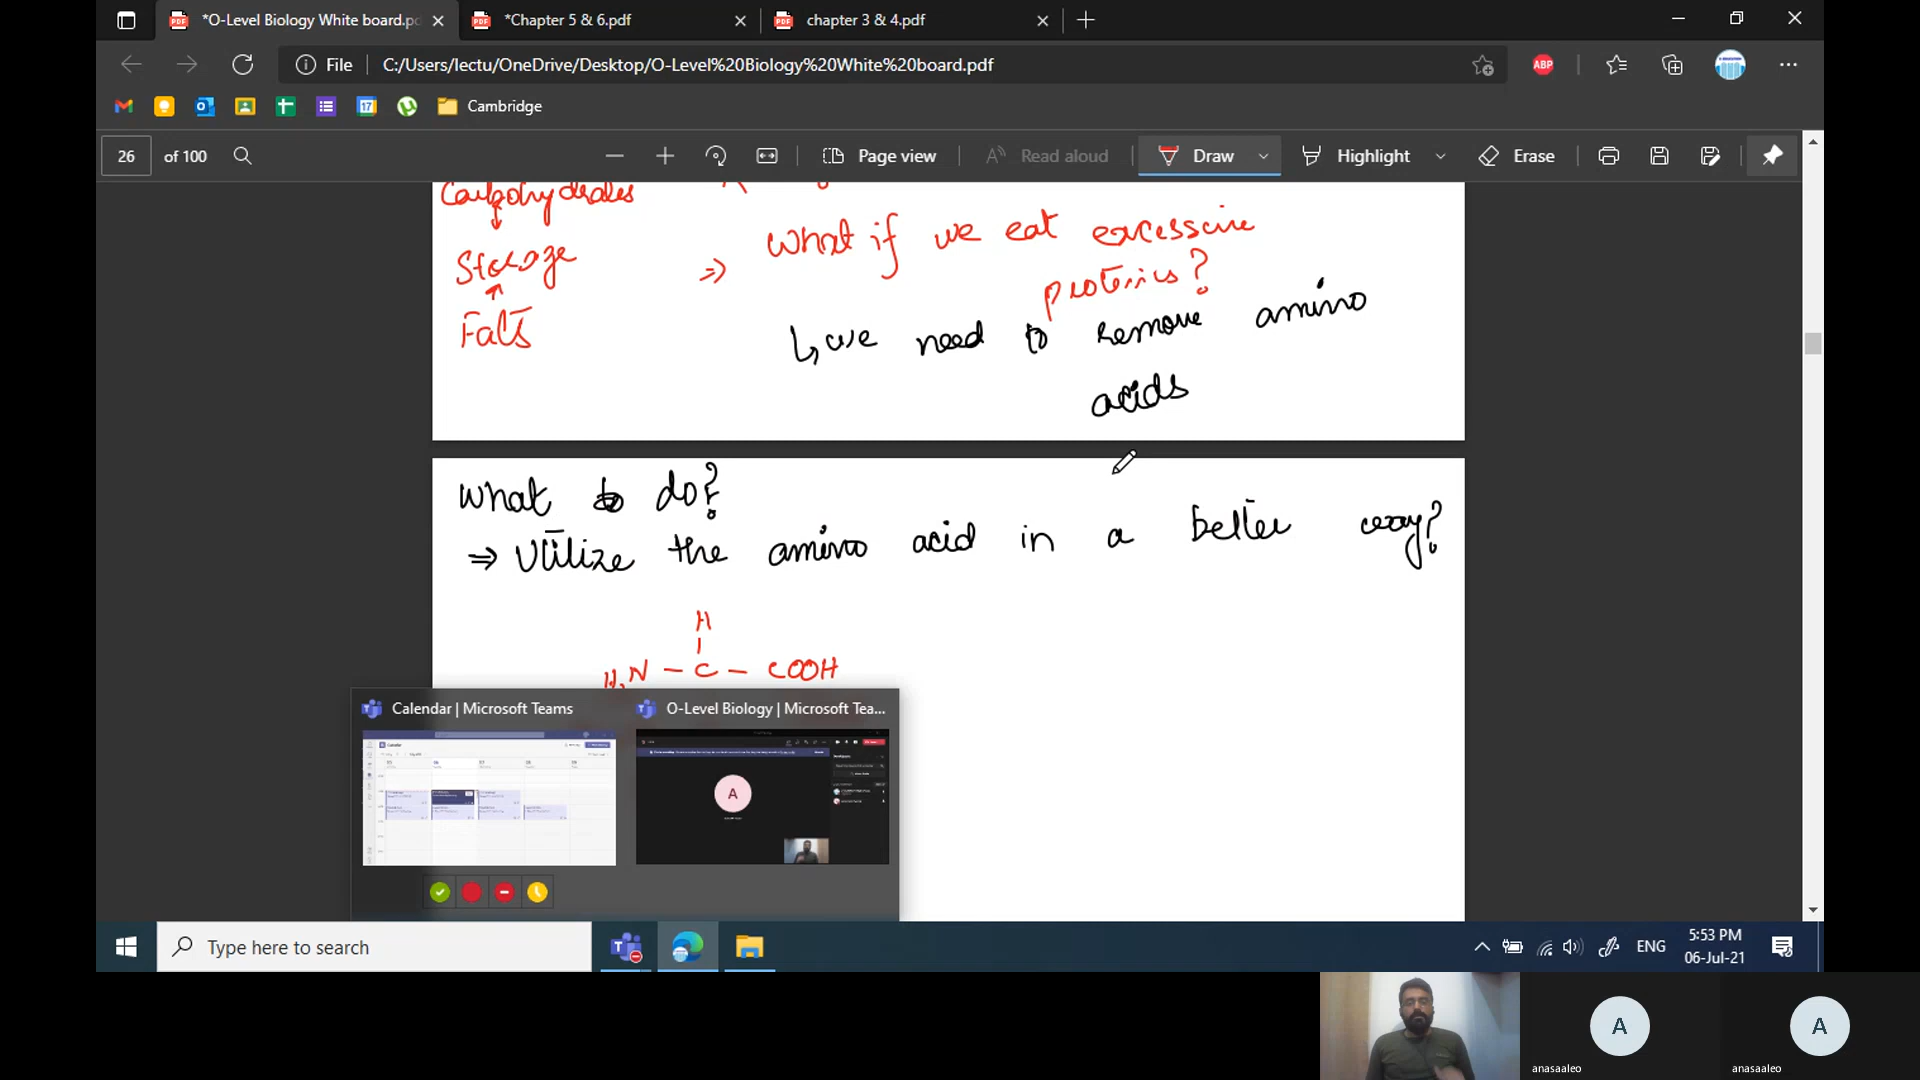 *O-Level Biology White board.pd
*Chapter 5 & 6.pdf
chapter 3 & 4.pdf
File
C:/Users/lectu/OneDrive/Desktop/O-Level%20Biology%20White%20board.pdf
ABP
Cambridge
26 of 100
Page view
Read aloud
Draw
Highlight
Erase
Carbohydrates
Storage
Fats
⇒ What if we eat excessive
proteins?
↳ we need to remove amino
acids
What to do?
⇒ Utilize the amino acid in a better way?
H
H2N - C - COOH
Calendar | Microsoft Teams
O-Level Biology | Microsoft Tea...
A
Type here to search
ENG
5:53 PM
06-Jul-21
A
A
anasaaleo
anasaaleo